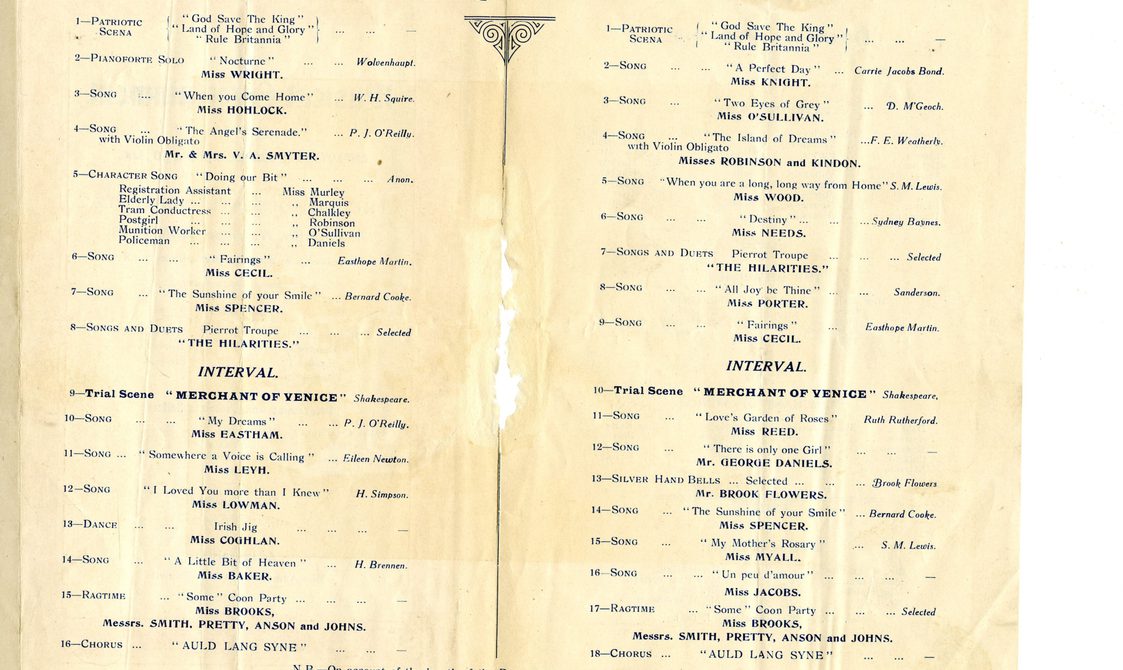 1—PATRIOTIC SCENA { "God Save The King" ... ... —
"Land of Hope and Glory"
"Rule Britannia" }
2—PIANOFORTE SOLO "Nocturne" ... ... Wolvenhaupt.
Miss WRIGHT.
3—SONG ... "When you Come Home" ... W. H. Squire.
Miss HOHLOCK.
4—SONG ... "The Angel's Serenade." ... P. J. O'Reilly.
with Violin Obligato
Mr. & Mrs. V. A. SMYTER.
5—CHARACTER SONG "Doing our Bit" ... ... ... Anon.
Registration Assistant ... Miss Murley
Elderly Lady ... ... ... ,, Marquis
Tram Conductress ... ... ,, Chalkley
Postgirl ... ... ,, Robinson
Munition Worker ... ... ,, O'Sullivan
Policeman ... ... ... ,, Daniels
6—SONG ... ... "Fairings" ... Easthope Martin.
Miss CECIL.
7—SONG ... "The Sunshine of your Smile" ... Bernard Cooke.
Miss SPENCER.
8—SONGS AND DUETS Pierrot Troupe ... ... ... Selected
"THE HILARITIES."
INTERVAL.
9—Trial Scene "MERCHANT OF VENICE" Shakespeare.
10—SONG ... ... "My Dreams" ... ... P. J. O'Reilly.
Miss EASTHAM.
11—SONG ... "Somewhere a Voice is Calling" ... Eileen Newton.
Miss LEYH.
12—SONG "I Loved You more than I Knew" H. Simpson.
Miss LOWMAN.
13—DANCE ... ... Irish Jig ... ... ... —
Miss COGHLAN.
14—SONG ... "A Little Bit of Heaven" ... H. Brennen.
Miss BAKER.
15—RAGTIME ... "Some" Coon Party ... ... ... —
Miss BROOKS,
Messrs. SMITH, PRETTY, ANSON and JOHNS.
16—CHORUS ... "AULD LANG SYNE" ... ... —
1—PATRIOTIC SCENA { "God Save The King" ... ... —
"Land of Hope and Glory"
"Rule Britannia" }
2—SONG ... ... "A Perfect Day" ... Carrie Jacobs Bond.
Miss KNIGHT.
3—SONG ... "Two Eyes of Grey" ... D. M'Geoch.
Miss O'SULLIVAN.
4—SONG ... "The Island of Dreams" ...F. E. Weatherly.
with Violin Obligato
Misses ROBINSON and KINDON.
5—SONG "When you are a long, long way from Home" S. M. Lewis.
Miss WOOD.
6—SONG ... ... "Destiny" ... ...Sydney Baynes.
Miss NEEDS.
7—SONGS AND DUETS Pierrot Troupe ... ... ... Selected
"THE HILARITIES."
8—SONG ... ... "All Joy be Thine" ... ... Sanderson.
Miss PORTER.
9—SONG ... ... "Fairings" ... Easthope Martin.
Miss CECIL.
INTERVAL.
10—Trial Scene "MERCHANT OF VENICE" Shakespeare,
11—SONG ... "Love's Garden of Roses" Ruth Rutherford.
Miss REED.
12—SONG ... "There is only one Girl" ... ... —
Mr. GEORGE DANIELS.
13—SILVER HAND BELLS ... Selected ... ... ... Brook Flowers
Mr. BROOK FLOWERS.
14—SONG ... "The Sunshine of your Smile" ... Bernard Cooke.
Miss SPENCER.
15—SONG ... "My Mother's Rosary" ... S. M. Lewis.
Miss MYALL.
16—SONG ... ... "Un peu d'amour" ... ... ... —
Miss JACOBS.
17—RAGTIME ... "Some" Coon Party ... ... ... Selected
Miss BROOKS,
Messrs. SMITH, PRETTY, ANSON and JOHNS.
18—CHORUS ... "AULD LANG SYNE" ... ... ... —